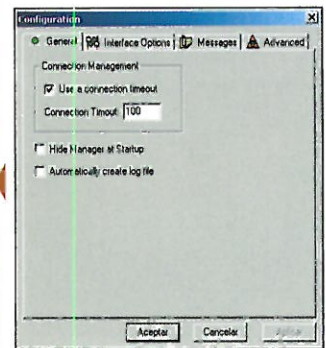 Configuration
General Interface Options Messages Advanced
Connection Management
Use a connection timeout
Connection Timout: 100
Hide Manager at Startup
Automatically create log file
Aceptar Cancelar Aplicar